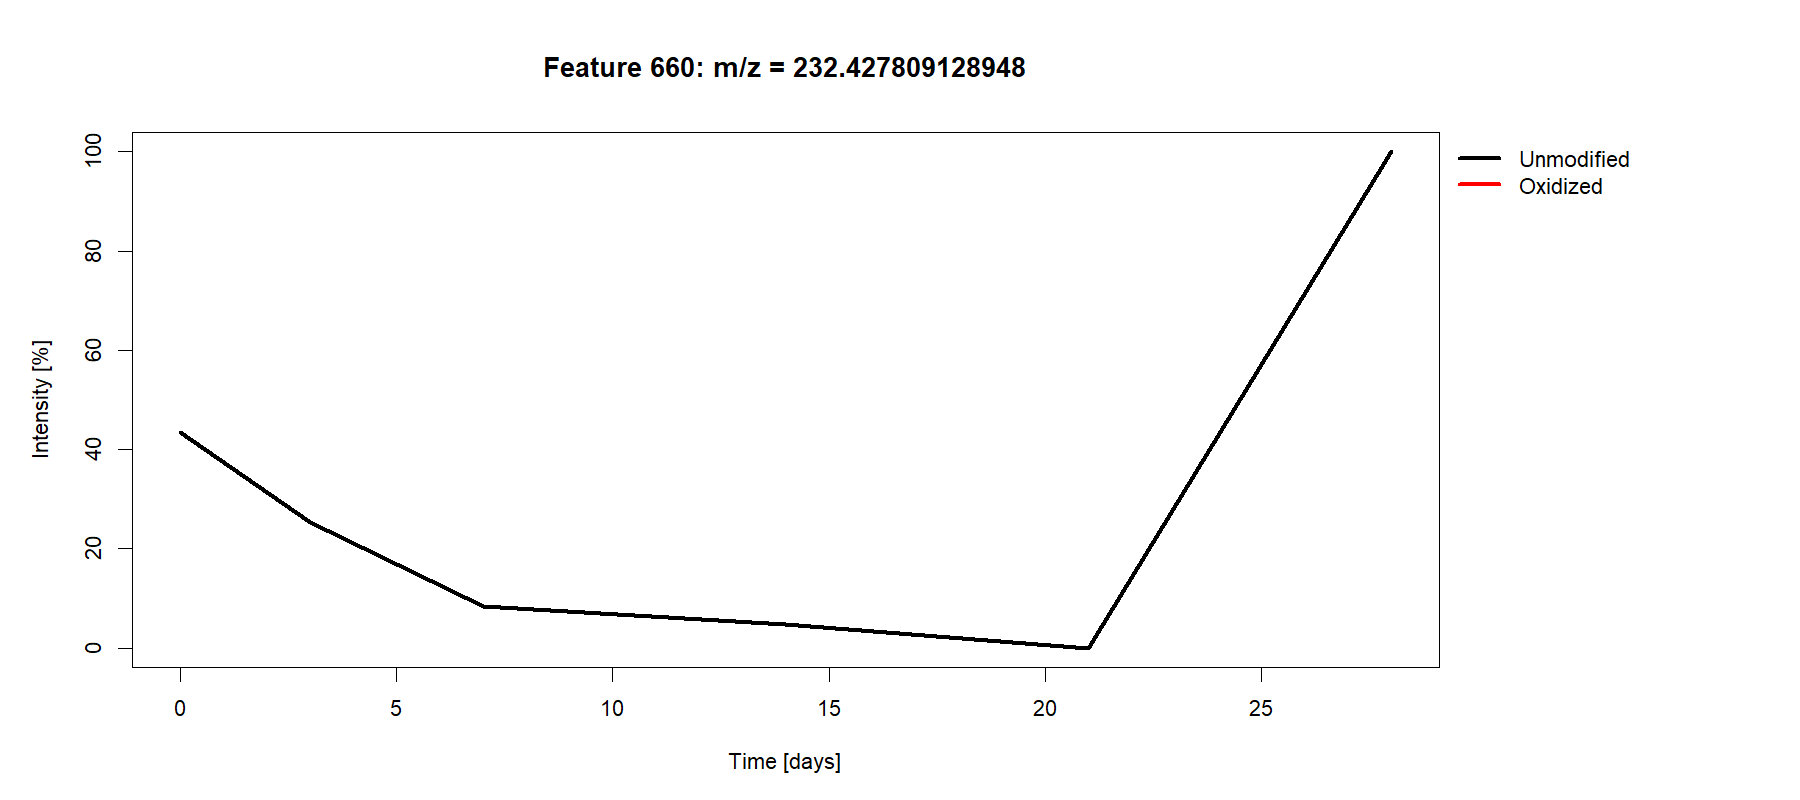 Feature 660: m/z = 232.427809128948
Unmodified
Oxidized
Intensity [%]
100
80
60
40
20
0
0 5 10 15 20 25
Time [days]